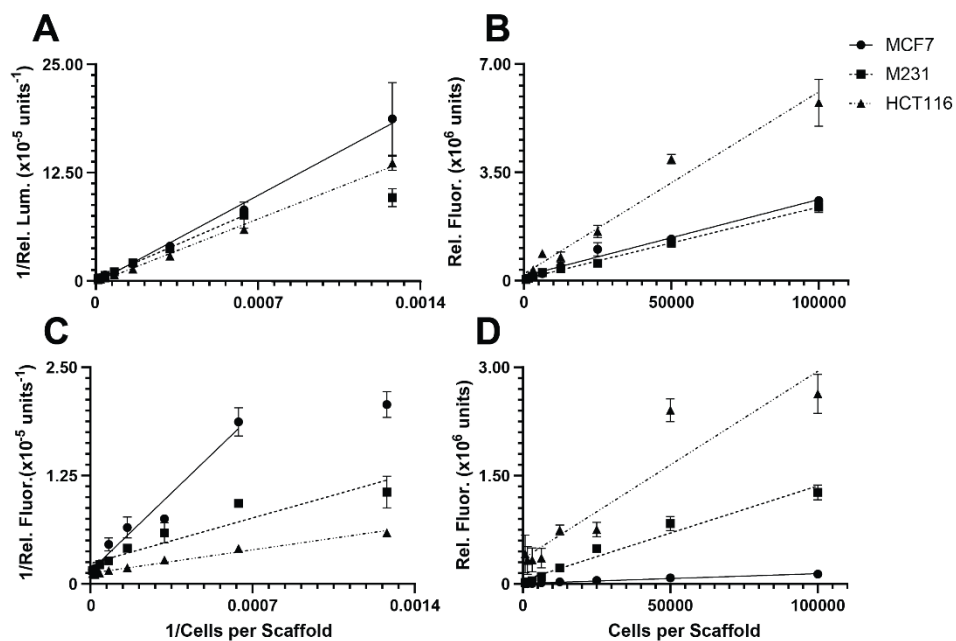 A
1/Rel. Lum. (x10⁻⁵ units⁻¹)
25.00
12.50
0
0
0.0007
0.0014
B
Rel. Fluor. (x10⁶ units)
7.00
3.50
0
50000
100000
MCF7
M231
HCT116
C
1/Rel. Fluor.(x10⁻⁵ units⁻¹)
2.50
1.25
0
0
0.0007
0.0014
1/Cells per Scaffold
D
Rel. Fluor. (x10⁶ units)
3.00
1.50
0
50000
100000
Cells per Scaffold